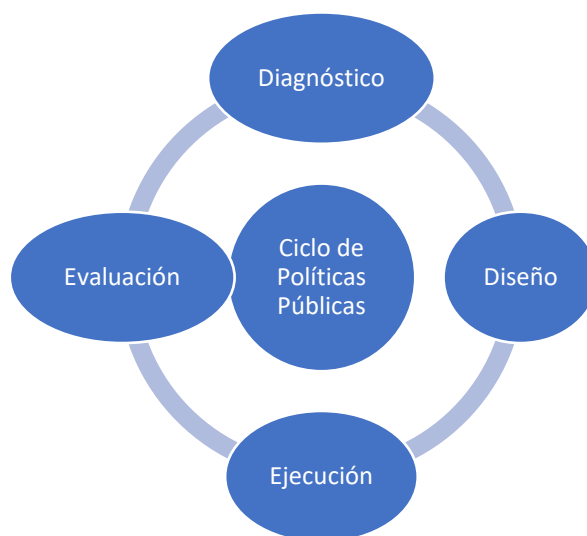 Diagnóstico
Ciclo de
Políticas
Públicas
Evaluación
Diseño
Ejecución